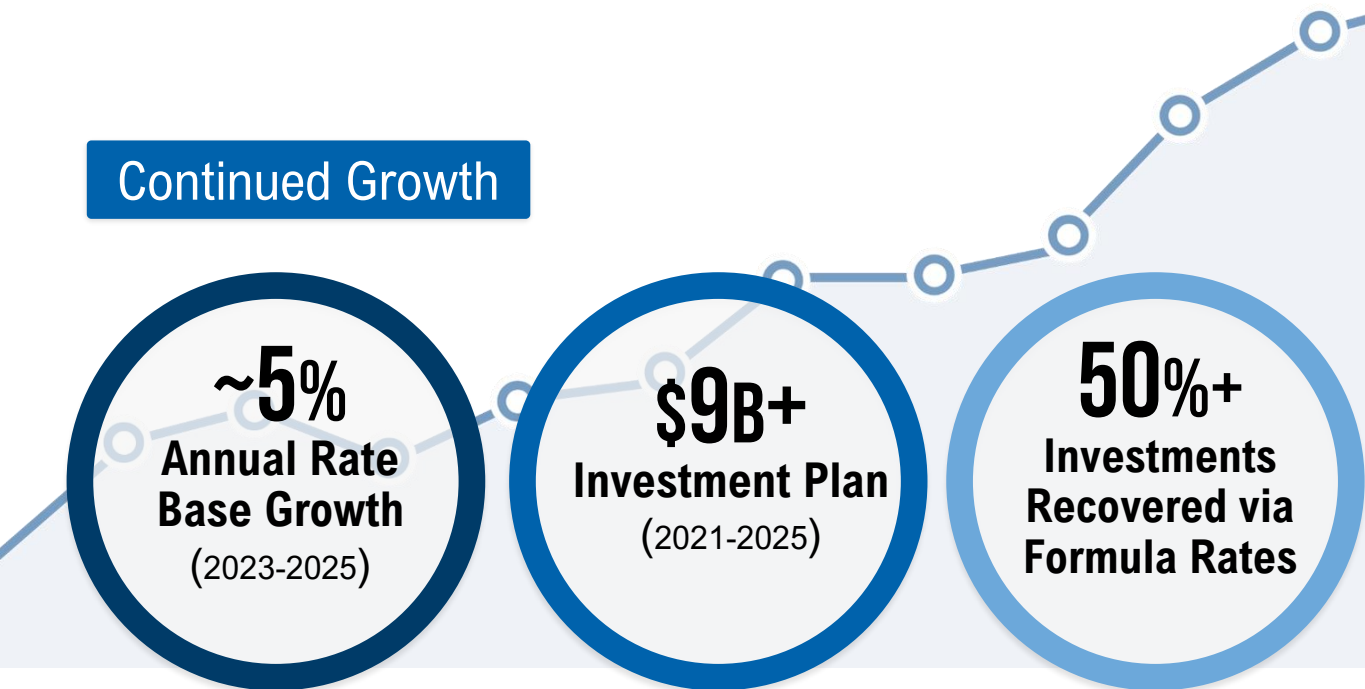 Continued Growth
~5%
Annual Rate
Base Growth
(2023-2025)
$9B+
Investment Plan
(2021-2025)
50%+
Investments
Recovered via
Formula Rates